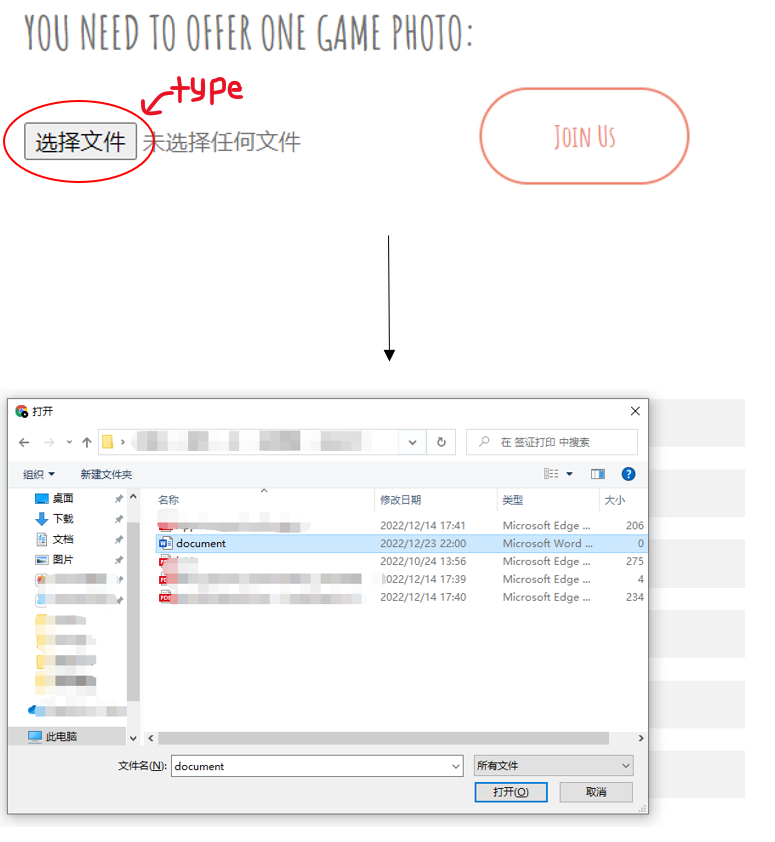 YOU NEED TO OFFER ONE GAME PHOTO:
type
选择文件 未选择任何文件
Join Us
打开
在 签证打印 中搜索
组织 新建文件夹
桌面
下载
文档
图片
此电脑
名称 修改日期 类型 大小
2022/12/14 17:41 Microsoft Edge ... 206
document 2022/12/23 22:00 Microsoft Word ... 0
2022/10/24 13:56 Microsoft Edge ... 275
2022/12/14 17:39 Microsoft Edge ... 4
2022/12/14 17:40 Microsoft Edge ... 234
文件名(N): document 所有文件
打开(O) 取消